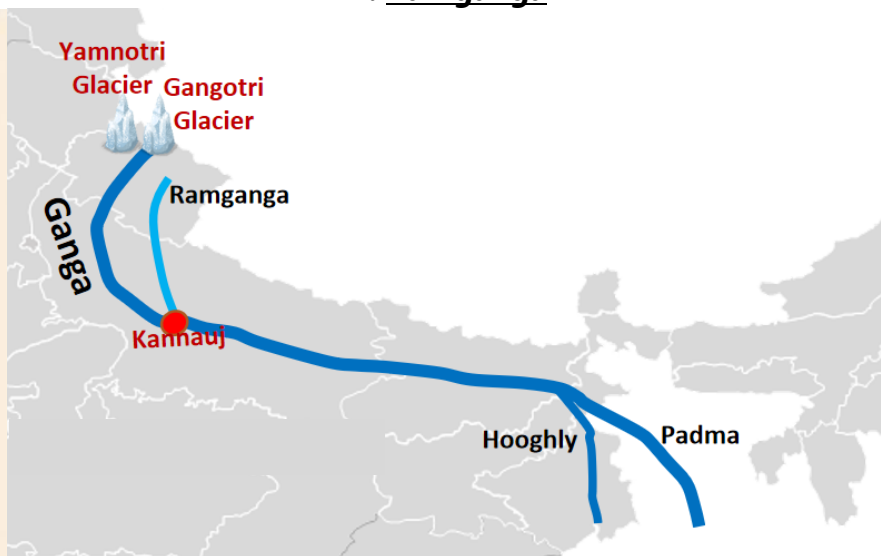 Yamnotri
Glacier
Gangotri
Glacier
Ramganga
Ganga
Kannauj
Hooghly
Padma